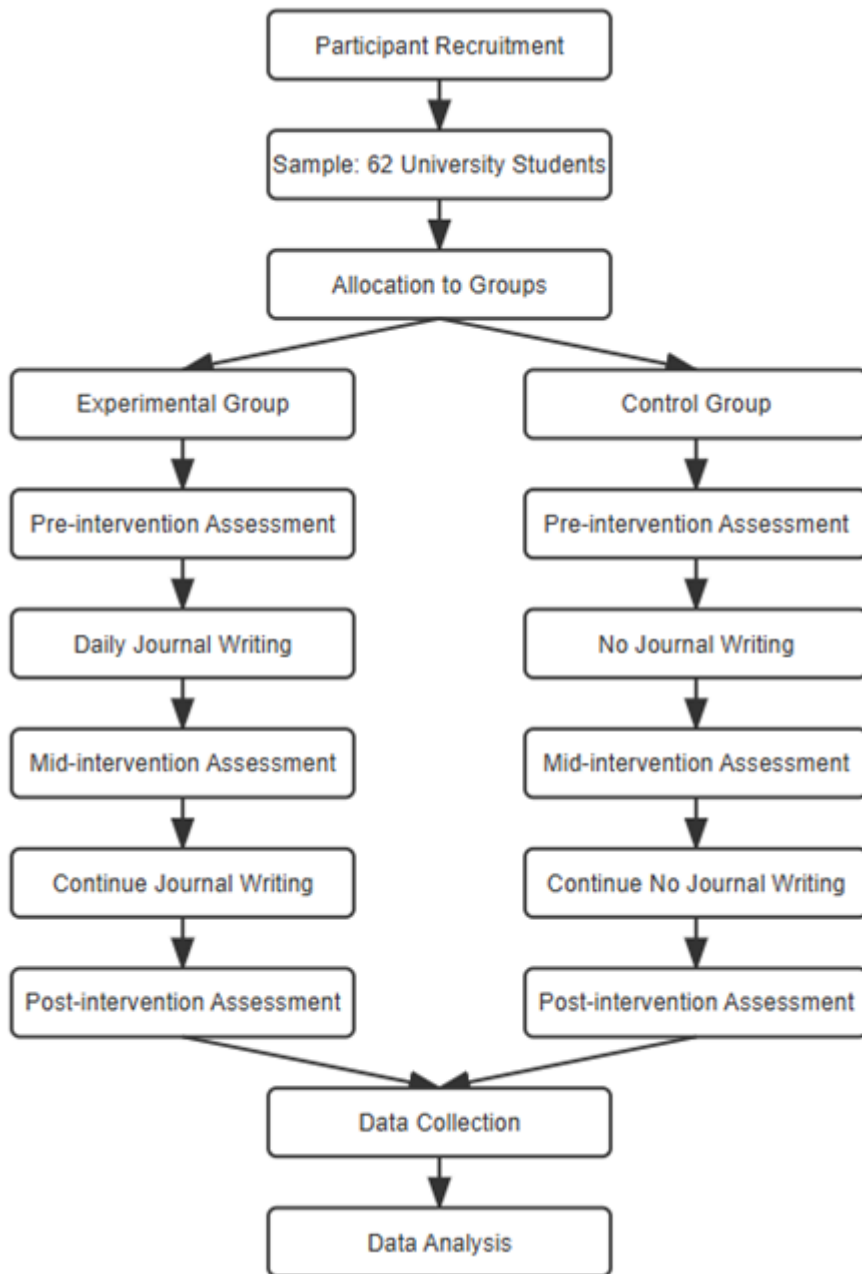 Participant Recruitment
Sample: 62 University Students
Allocation to Groups
Experimental Group
Control Group
Pre-intervention Assessment
Pre-intervention Assessment
Daily Journal Writing
No Journal Writing
Mid-intervention Assessment
Mid-intervention Assessment
Continue Journal Writing
Continue No Journal Writing
Post-intervention Assessment
Post-intervention Assessment
Data Collection
Data Analysis